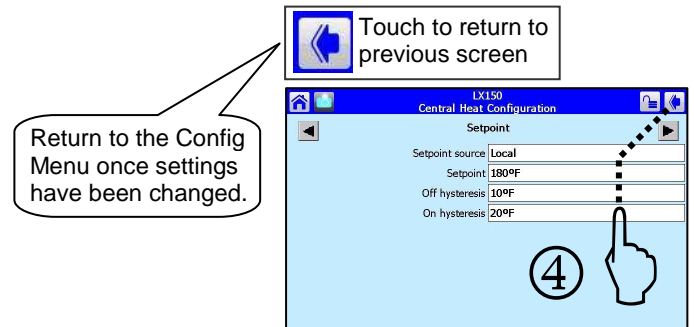 Touch to return to
previous screen
Return to the Config
Menu once settings
have been changed.
LX150
Central Heat Configuration
Setpoint
Setpoint source Local
Setpoint 180ºF
Off hysteresis 10ºF
On hysteresis 20ºF
④